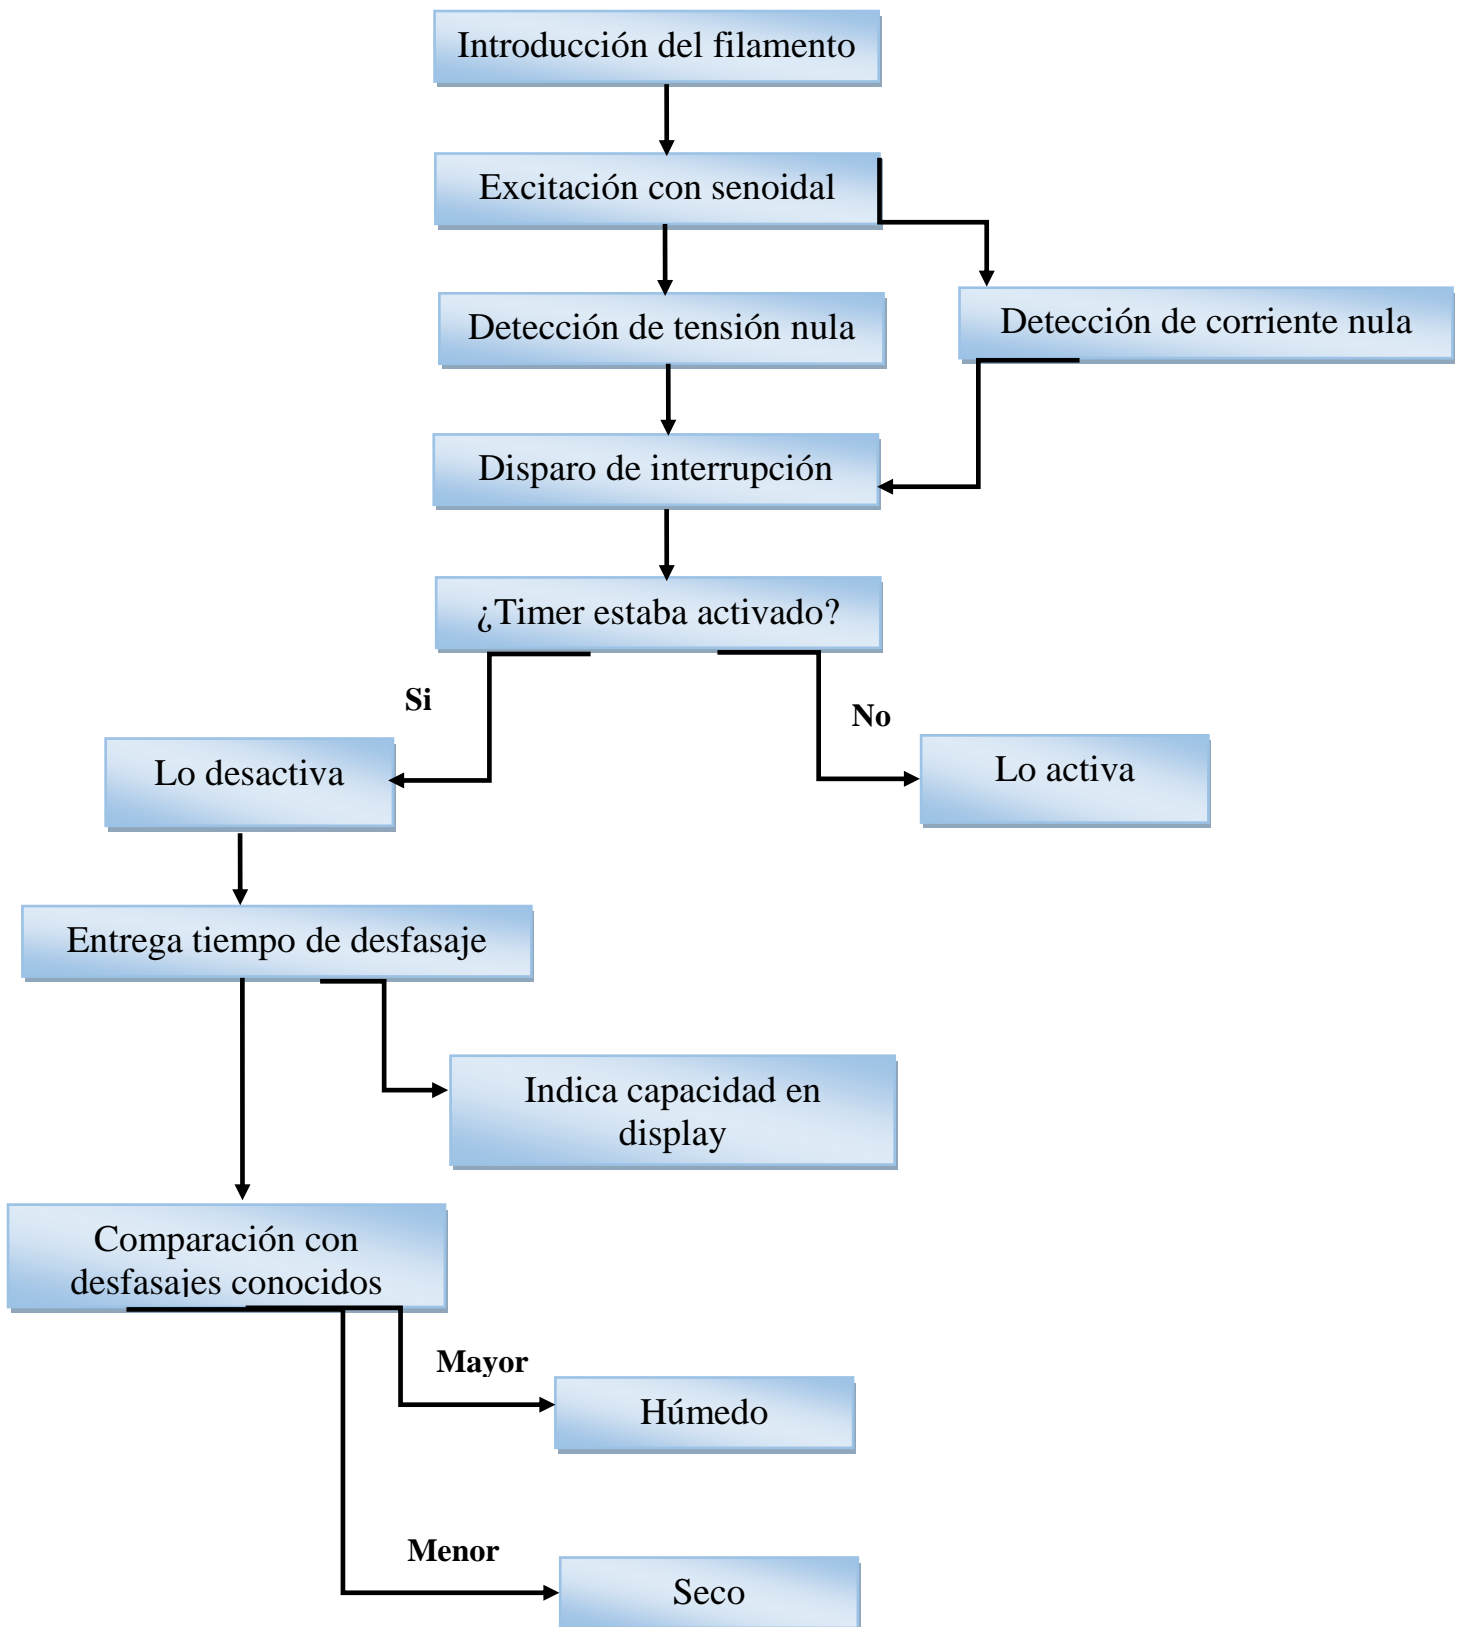 Introducción del filamento
Excitación con senoidal
Detección de tensión nula
Detección de corriente nula
Disparo de interrupción
¿Timer estaba activado?
Si
No
Lo desactiva
Lo activa
Entrega tiempo de desfasaje
Indica capacidad en
display
Comparación con
desfasajes conocidos
Mayor
Húmedo
Menor
Seco